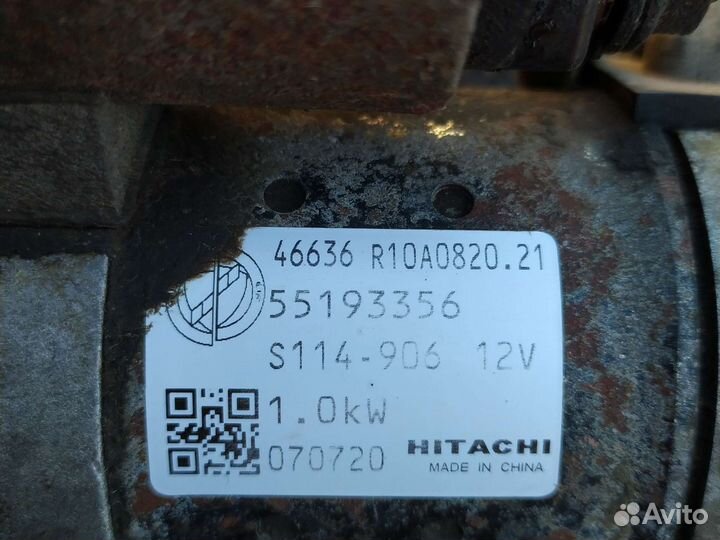 46636 R10A0820.21
55193356
S114-906 12V
1.0kW
070720 HITACHI
MADE IN CHINA
Avito